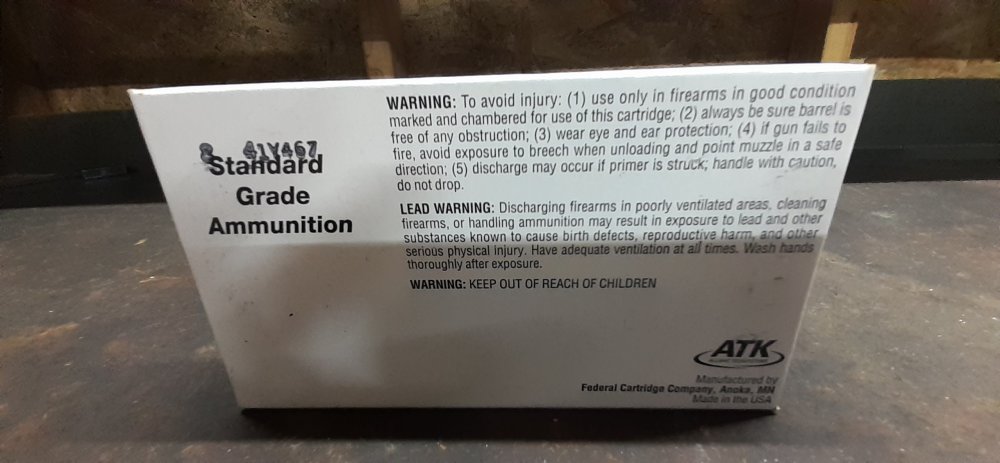 8 41Y467
Standard
Grade
Ammunition
WARNING: To avoid injury: (1) use only in firearms in good condition
marked and chambered for use of this cartridge; (2) always be sure barrel is
free of any obstruction; (3) wear eye and ear protection; (4) if gun fails to
fire, avoid exposure to breech when unloading and point muzzle in a safe
direction; (5) discharge may occur if primer is struck; handle with caution,
do not drop.
LEAD WARNING: Discharging firearms in poorly ventilated areas, cleaning
firearms, or handling ammunition may result in exposure to lead and other
substances known to cause birth defects, reproductive harm, and other
serious physical injury. Have adequate ventilation at all times. Wash hands
thoroughly after exposure.
WARNING: KEEP OUT OF REACH OF CHILDREN
ATK
Manufactured by
Federal Cartridge Company, Anoka, MN
Made in the USA